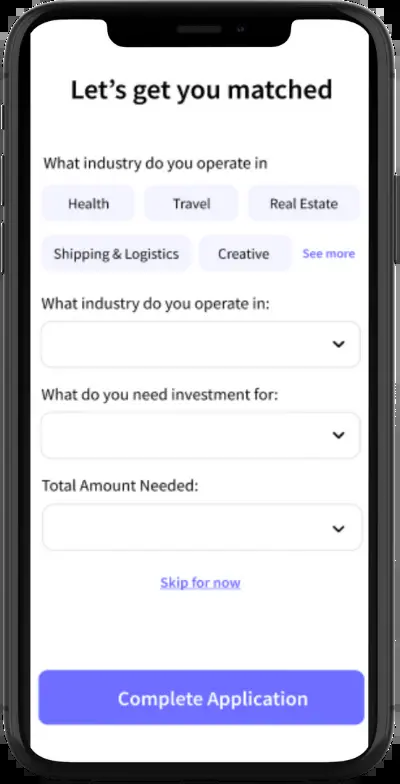 Let's get you matched
What industry do you operate in
Health Travel Real Estate
Shipping & Logistics Creative See more
What industry do you operate in:
What do you need investment for:
Total Amount Needed:
Skip for now
Complete Application